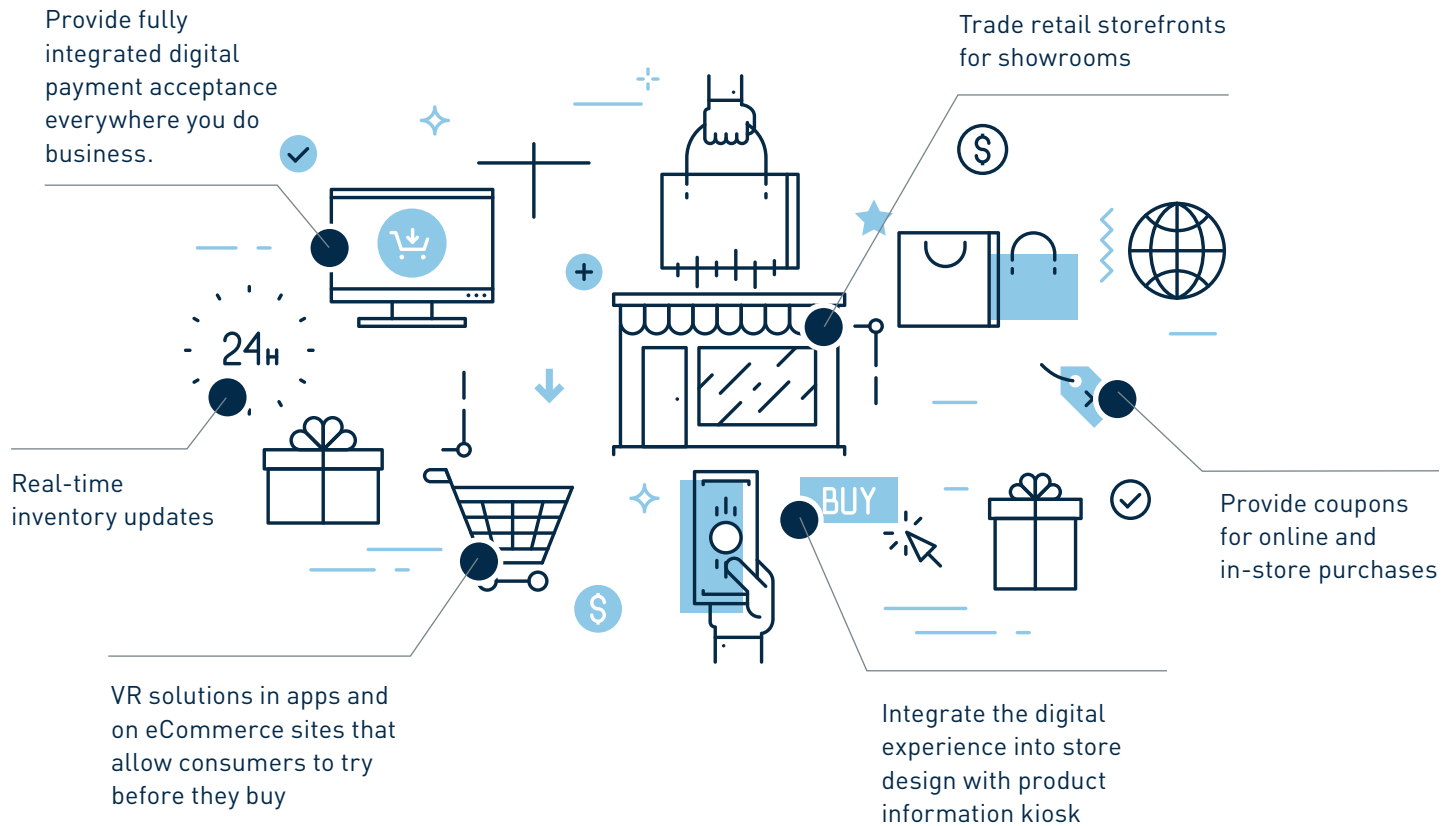 Provide fully
integrated digital
payment acceptance
everywhere you do
business.
Trade retail storefronts
for showrooms
$
24H
Real-time
inventory updates
BUY
Provide coupons
for online and
in-store purchases
$
VR solutions in apps and
on eCommerce sites that
allow consumers to try
before they buy
Integrate the digital
experience into store
design with product
information kiosk